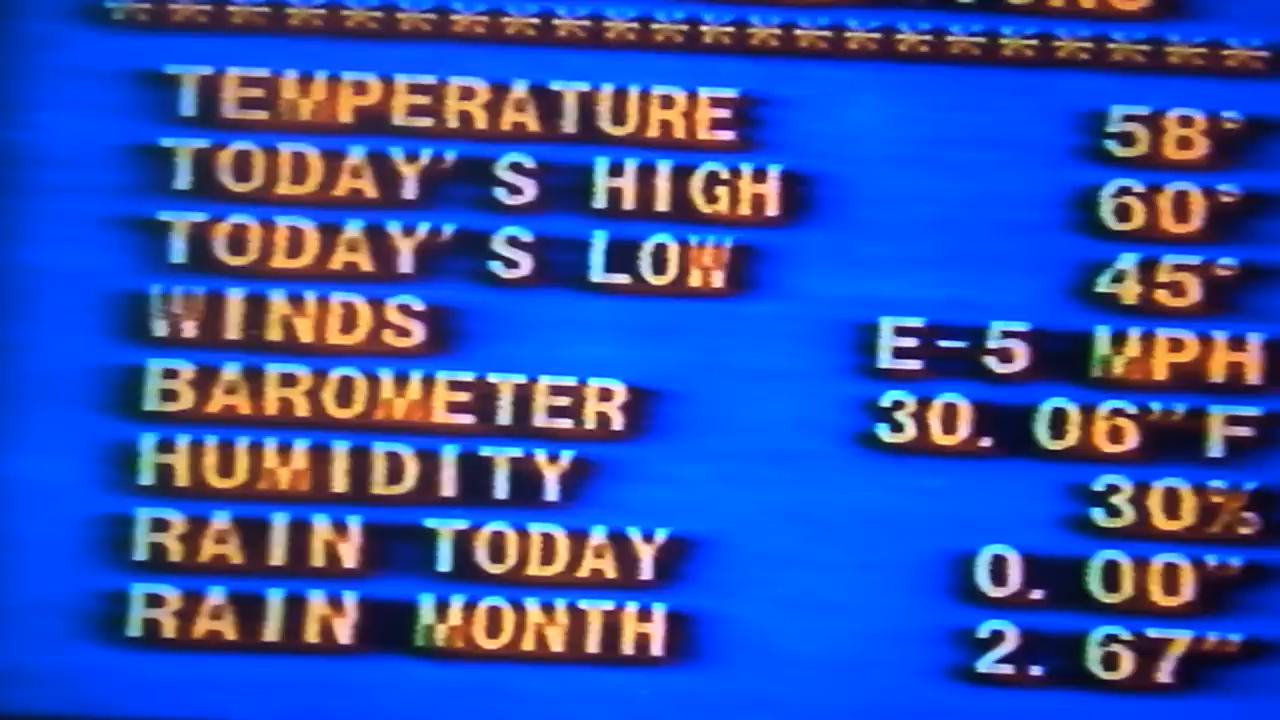 TEMPERATURE 58°
TODAY'S HIGH 60°
TODAY'S LOW 45°
WINDS E-5 MPH
BAROMETER 30.06"F
HUMIDITY 30%
RAIN TODAY 0.00"
RAIN MONTH 2.67"